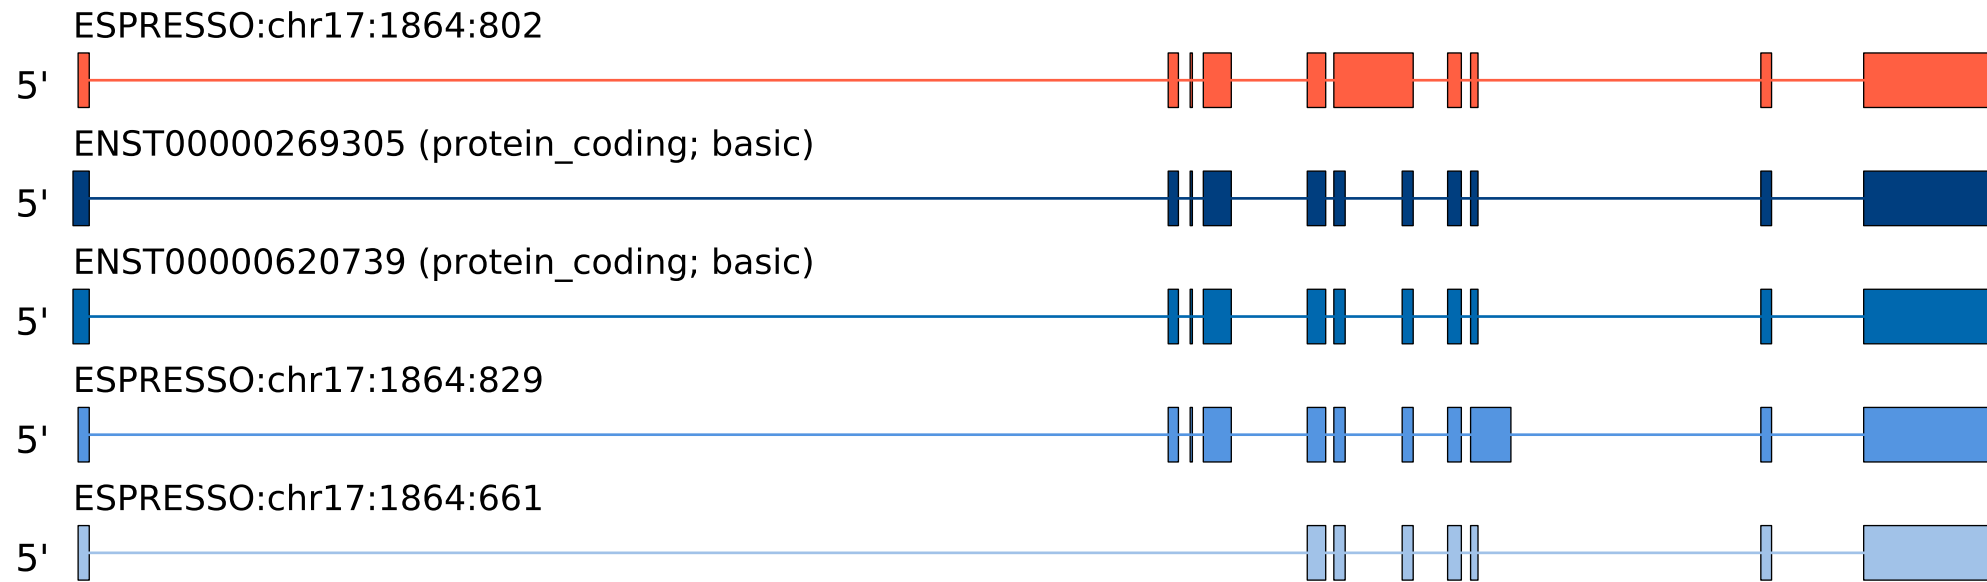 ESPRESSO:chr17:1864:802
5'
ENST00000269305 (protein_coding; basic)
5'
ENST00000620739 (protein_coding; basic)
5'
ESPRESSO:chr17:1864:829
5'
ESPRESSO:chr17:1864:661
5'